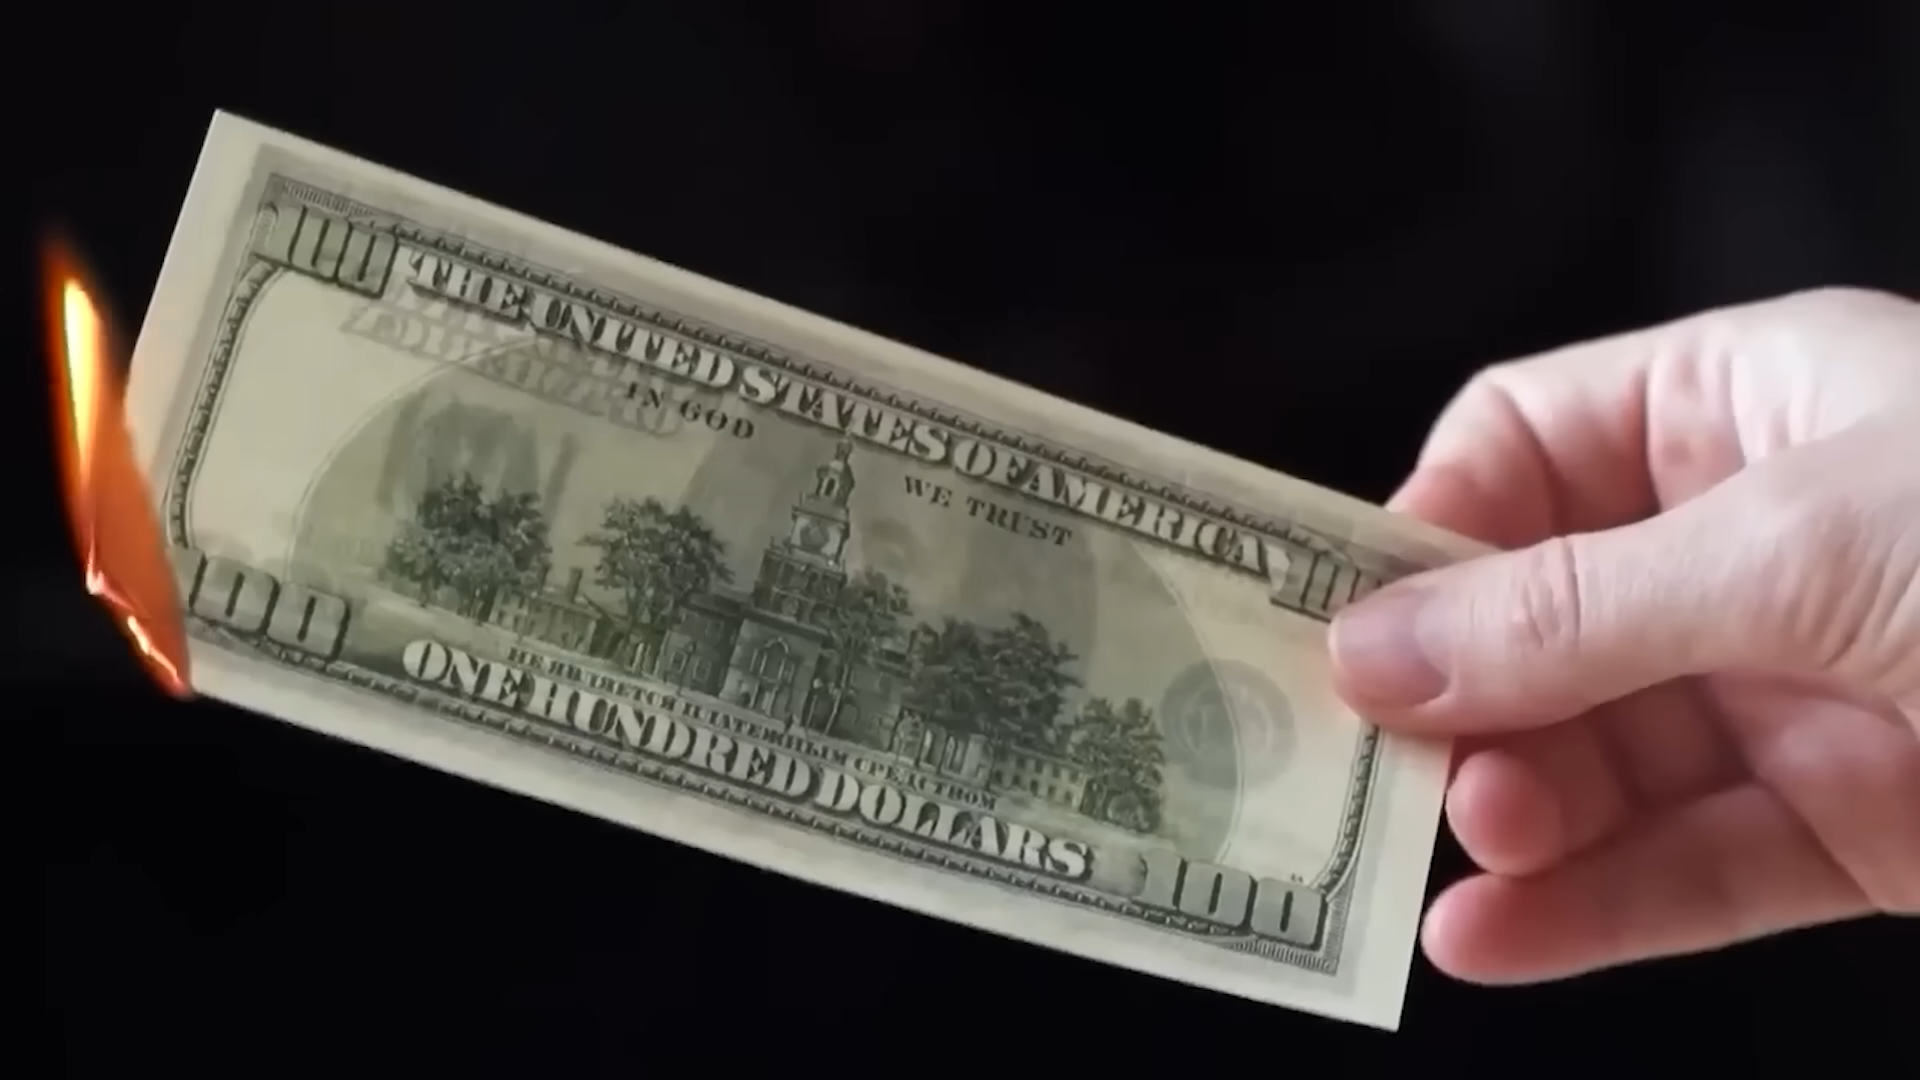 100 THE UNITED STATES OF AMERICA 100
IN GOD
WE TRUST
НЕ ЯВЛЯЕТСЯ ПЛАТЕЖНЫМ СРЕДСТВОМ
100 ONE HUNDRED DOLLARS 100